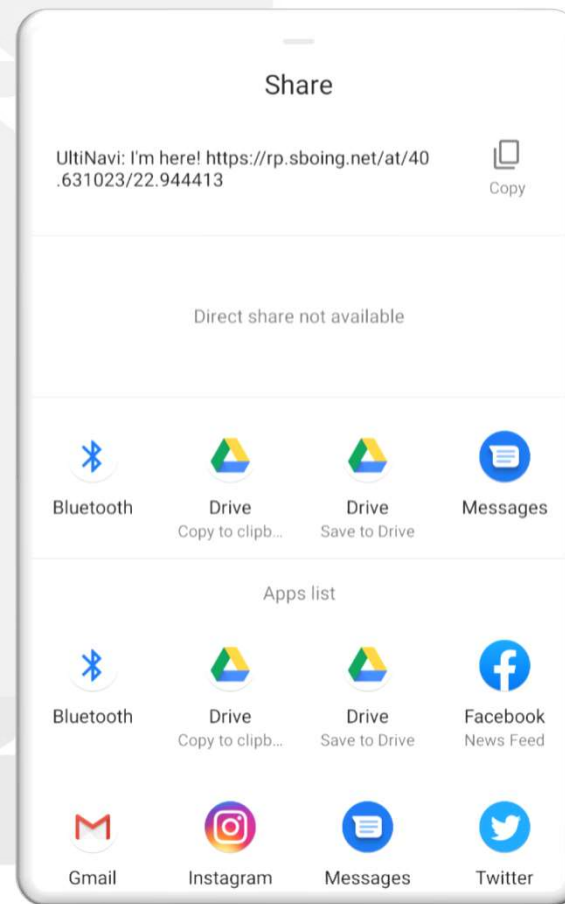 Share
UltiNavi: I'm here! https://rp.sboing.net/at/40
.631023/22.944413
Copy
Direct share not available
Bluetooth Drive Drive Messages
Copy to clipb... Save to Drive
Apps list
Bluetooth Drive Drive Facebook
Copy to clipb... Save to Drive News Feed
Gmail Instagram Messages Twitter